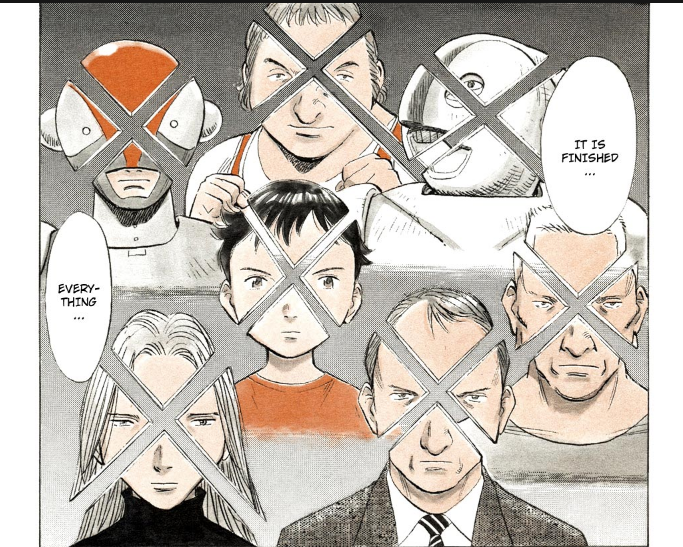 IT IS
FINISHED
...
EVERY-
THING
...